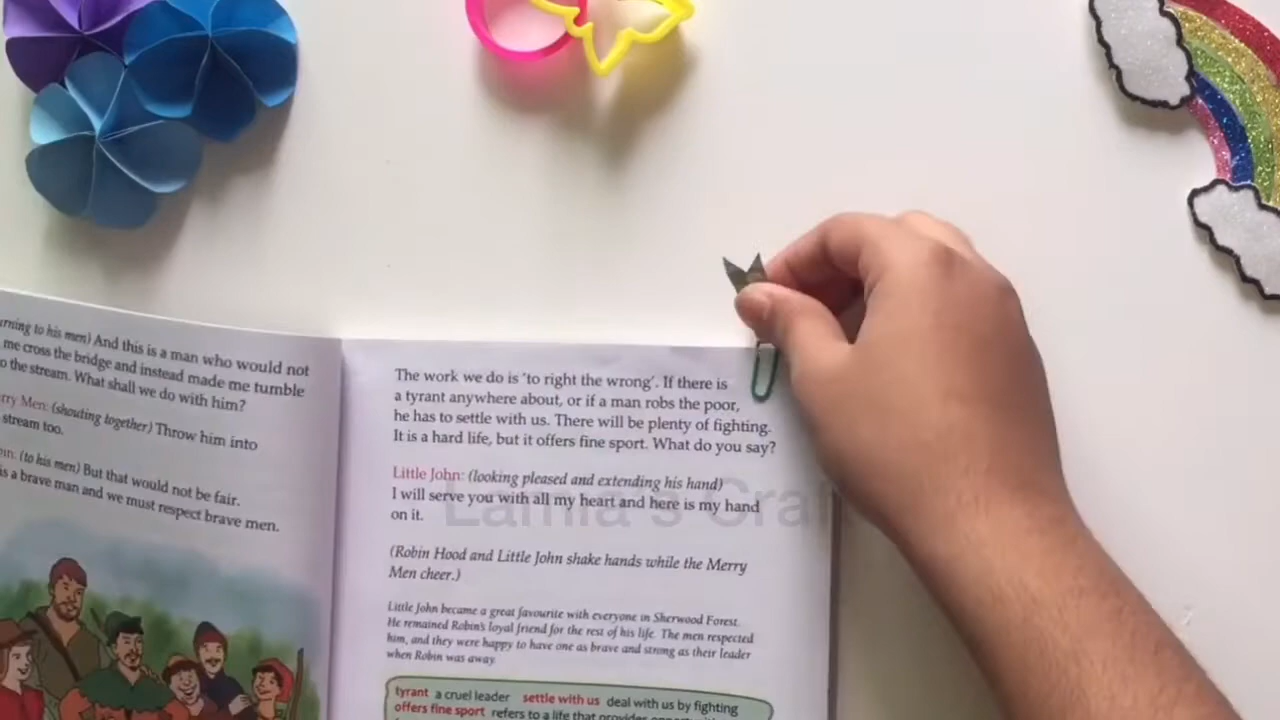 urning to his men) And this is a man who would not
me cross the bridge and instead made me tumble
o the stream. What shall we do with him?
rry Men: (shouting together) Throw him into
stream too.
in: (to his men) But that would not be fair.
is a brave man and we must respect brave men.
The work we do is 'to right the wrong'. If there is
a tyrant anywhere about, or if a man robs the poor,
he has to settle with us. There will be plenty of fighting.
It is a hard life, but it offers fine sport. What do you say?
Little John: (looking pleased and extending his hand)
I will serve you with all my heart and here is my hand
on it.
Lamia's Craft
(Robin Hood and Little John shake hands while the Merry
Men cheer.)
Little John became a great favourite with everyone in Sherwood Forest.
He remained Robin's loyal friend for the rest of his life. The men respected
him, and they were happy to have one as brave and strong as their leader
when Robin was away.
tyrant a cruel leader settle with us deal with us by fighting
offers fine sport refers to a life that provides